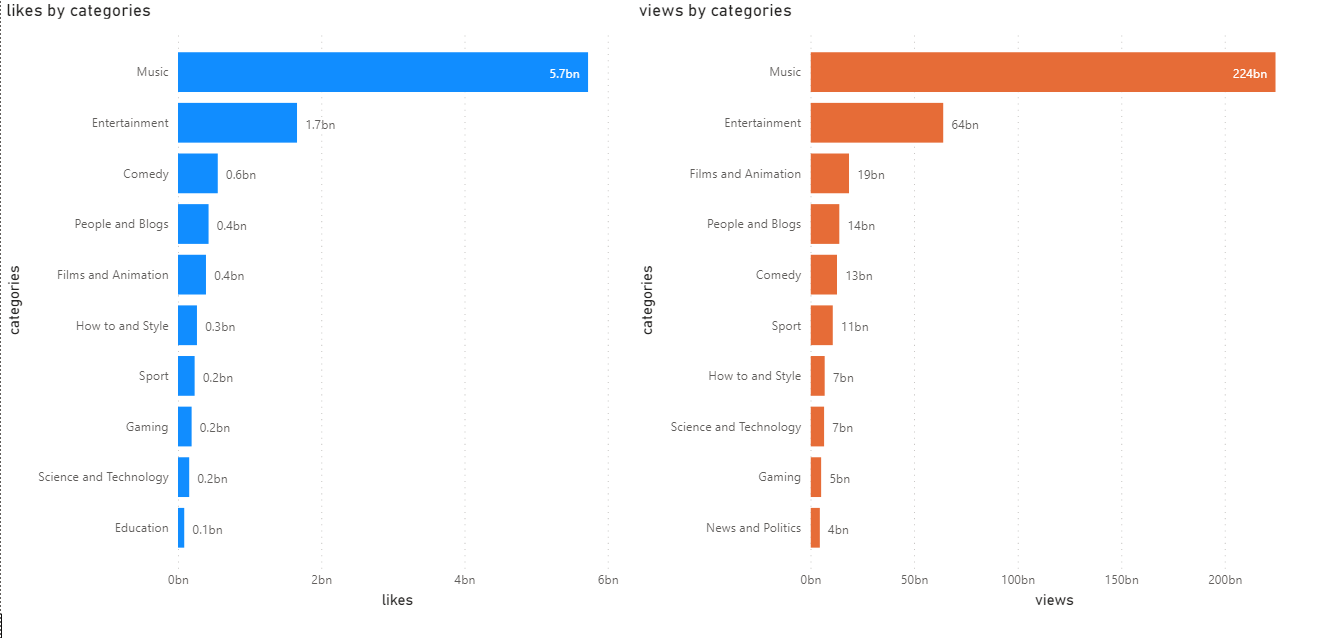 likes by categories
categories
Music 5.7bn
Entertainment 1.7bn
Comedy 0.6bn
People and Blogs 0.4bn
Films and Animation 0.4bn
How to and Style 0.3bn
Sport 0.2bn
Gaming 0.2bn
Science and Technology 0.2bn
Education 0.1bn
0bn 2bn 4bn 6bn
likes
views by categories
categories
Music 224bn
Entertainment 64bn
Films and Animation 19bn
People and Blogs 14bn
Comedy 13bn
Sport 11bn
How to and Style 7bn
Science and Technology 7bn
Gaming 5bn
News and Politics 4bn
0bn 50bn 100bn 150bn 200bn
views